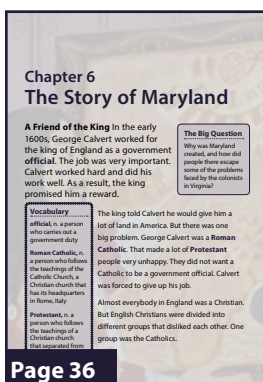 Chapter 6
The Story of Maryland
A Friend of the King In the early
1600s, George Calvert worked for
the king of England as a government
official. The job was very important.
Calvert worked hard and did his
work well. As a result, the king
promised him a reward.
The Big Question
Why was Maryland
created, and how did
people there escape
some of the problems
faced by the colonists
in Virginia?
Vocabulary
official, n. a person
who carries out a
government duty
Roman Catholic, n.
a person who follows
the teachings of the
Catholic Church, a
Christian church that
has its headquarters
in Rome, Italy
Protestant, n. a
person who follows
the teachings of a
Christian church
that separated from
The king told Calvert he would give him a
lot of land in America. But there was one
big problem. George Calvert was a Roman
Catholic. That made a lot of Protestant
people very unhappy. They did not want a
Catholic to be a government official. Calvert
was forced to give up his job.
Almost everybody in England was a Christian.
But English Christians were divided into
different groups that disliked each other. One
group was the Catholics.
Page 36